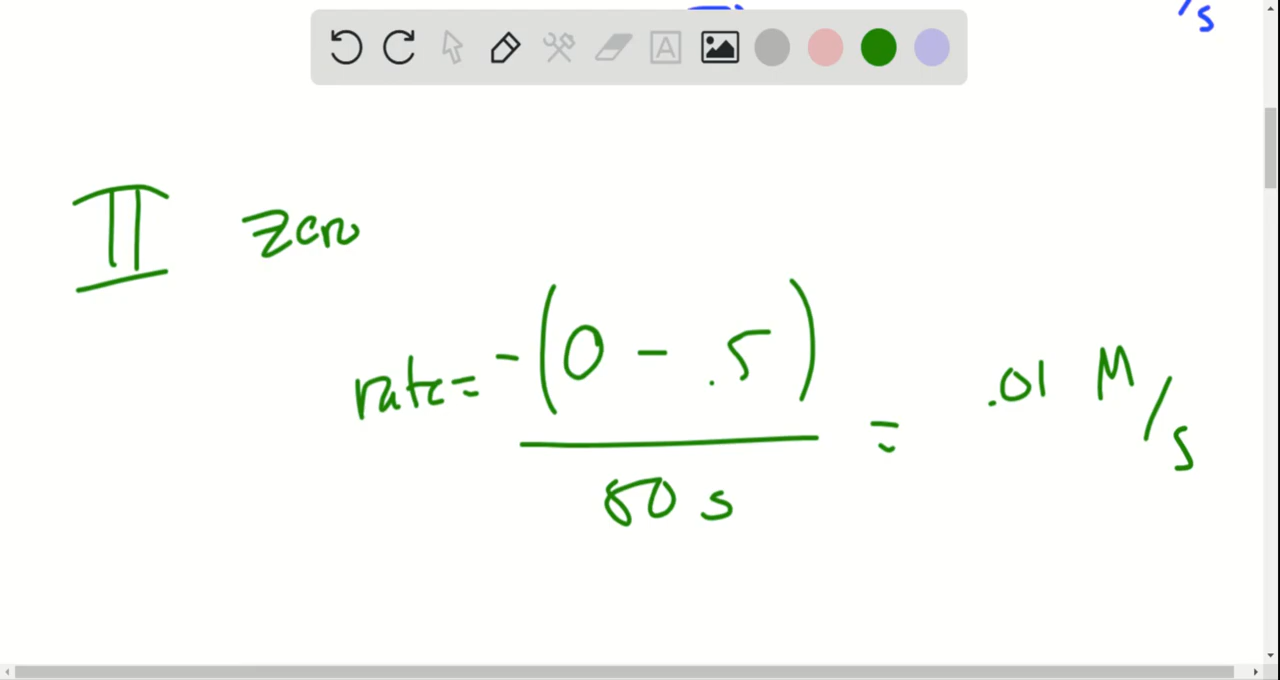 /s
A
II zero
rate = -(0 - .5) / 80 s = .01 M/s